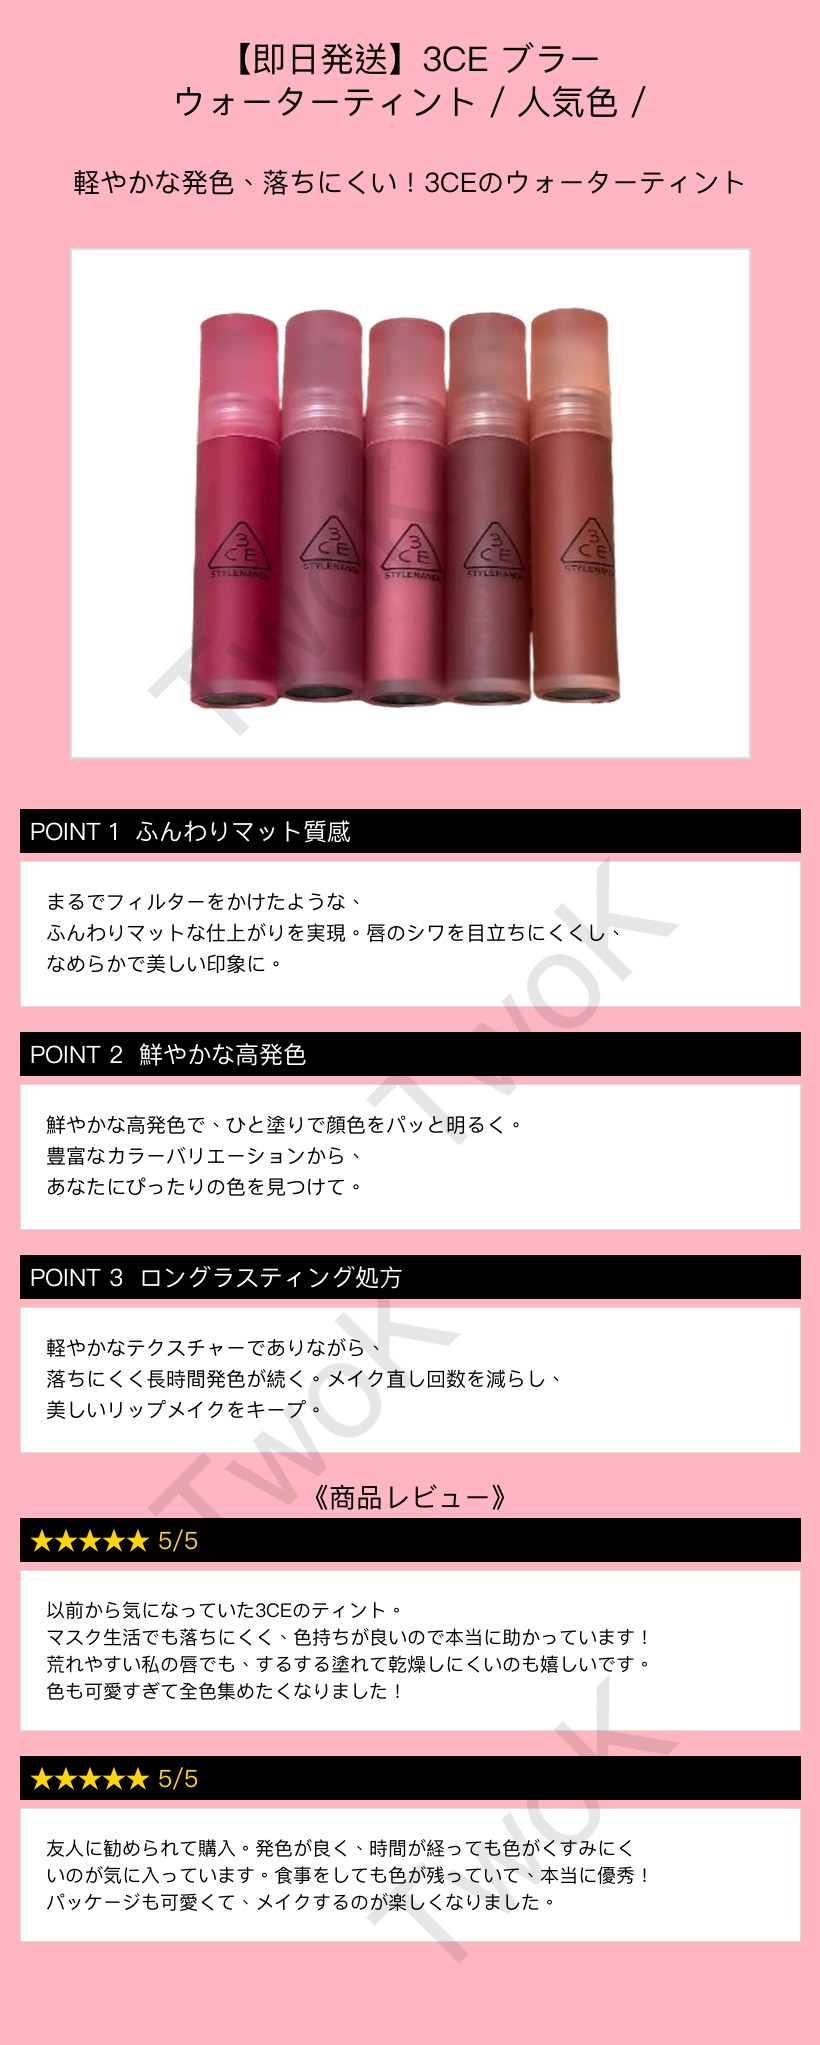 【即日発送】3CE ブラー
ウォーターティント / 人気色 /
軽やかな発色、落ちにくい！3CEのウォーターティント
3CE 3CE 3CE 3CE 3CE
STYLENANDA STYLENANDA STYLENANDA STYLENANDA STYLENANDA
TwoK
POINT 1 ふんわりマット質感
まるでフィルターをかけたような、
ふんわりマットな仕上がりを実現。唇のシワを目立ちにくくし、
なめらかで美しい印象に。
TwoK
POINT 2 鮮やかな高発色
鮮やかな高発色で、ひと塗りで顔色をパッと明るく。
豊富なカラーバリエーションから、
あなたにぴったりの色を見つけて。
POINT 3 ロングラスティング処方
軽やかなテクスチャーでありながら、
落ちにくく長時間発色が続く。メイク直し回数を減らし、
美しいリップメイクをキープ。
TwoK
《商品レビュー》
★★★★★ 5/5
以前から気になっていた3CEのティント。
マスク生活でも落ちにくく、色持ちが良いので本当に助かっています！
荒れやすい私の唇でも、するする塗れて乾燥しにくいのも嬉しいです。
色も可愛すぎて全色集めたくなりました！
★★★★★ 5/5
友人に勧められて購入。発色が良く、時間が経っても色がくすみにく
いのが気に入っています。食事をしても色が残っていて、本当に優秀！
パッケージも可愛くて、メイクするのが楽しくなりました。
TwoK